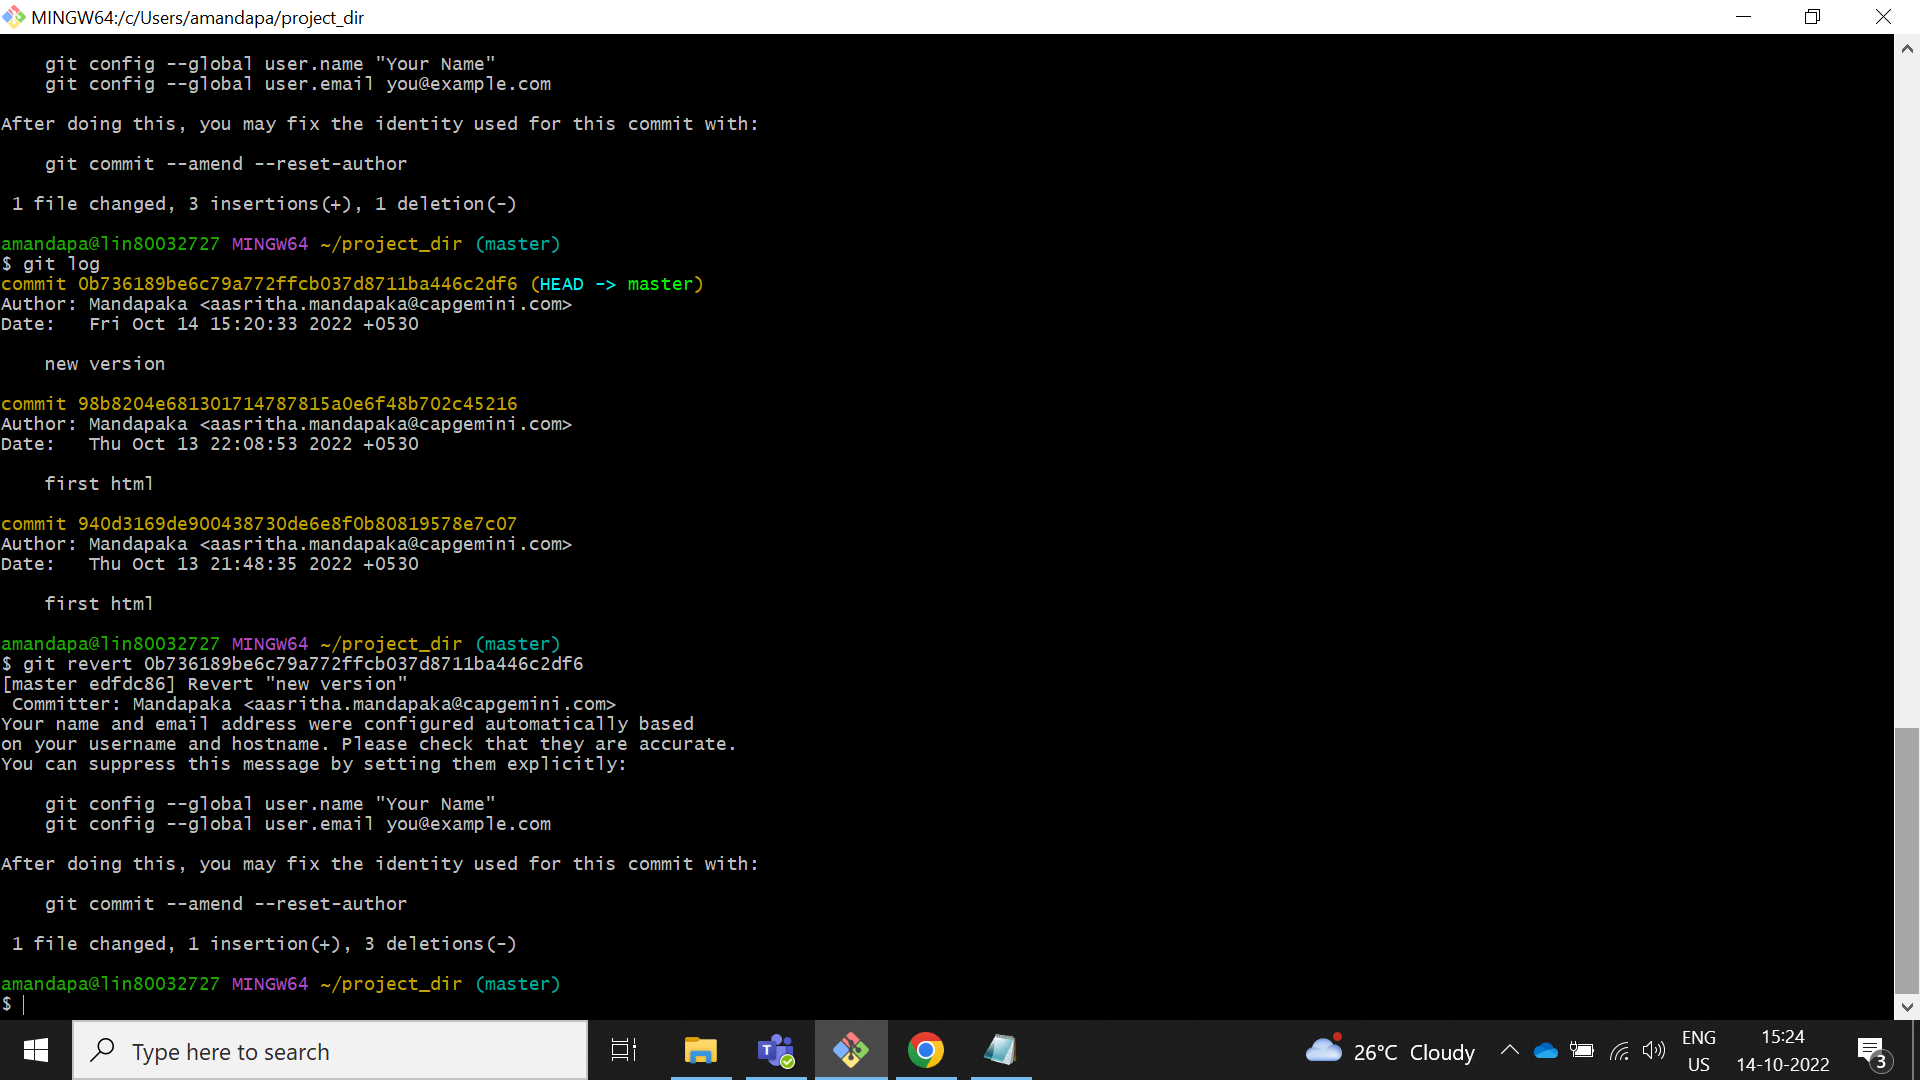 MINGW64:/c/Users/amandapa/project_dir
git config --global user.name "Your Name"
git config --global user.email you@example.com
After doing this, you may fix the identity used for this commit with:
git commit --amend --reset-author
1 file changed, 3 insertions(+), 1 deletion(-)
amandapa@lin80032727 MINGW64 ~/project_dir (master)
$ git log
commit 0b736189be6c79a772ffcb037d8711ba446c2df6 (HEAD -> master)
Author: Mandapaka <aasritha.mandapaka@capgemini.com>
Date:   Fri Oct 14 15:20:33 2022 +0530
new version
commit 98b8204e681301714787815a0e6f48b702c45216
Author: Mandapaka <aasritha.mandapaka@capgemini.com>
Date:   Thu Oct 13 22:08:53 2022 +0530
first html
commit 940d3169de900438730de6e8f0b80819578e7c07
Author: Mandapaka <aasritha.mandapaka@capgemini.com>
Date:   Thu Oct 13 21:48:35 2022 +0530
first html
amandapa@lin80032727 MINGW64 ~/project_dir (master)
$ git revert 0b736189be6c79a772ffcb037d8711ba446c2df6
[master edfdc86] Revert "new version"
Committer: Mandapaka <aasritha.mandapaka@capgemini.com>
Your name and email address were configured automatically based
on your username and hostname. Please check that they are accurate.
You can suppress this message by setting them explicitly:
git config --global user.name "Your Name"
git config --global user.email you@example.com
After doing this, you may fix the identity used for this commit with:
git commit --amend --reset-author
1 file changed, 1 insertion(+), 3 deletions(-)
amandapa@lin80032727 MINGW64 ~/project_dir (master)
$
Type here to search
26°C Cloudy
ENG
US
15:24
14-10-2022
3